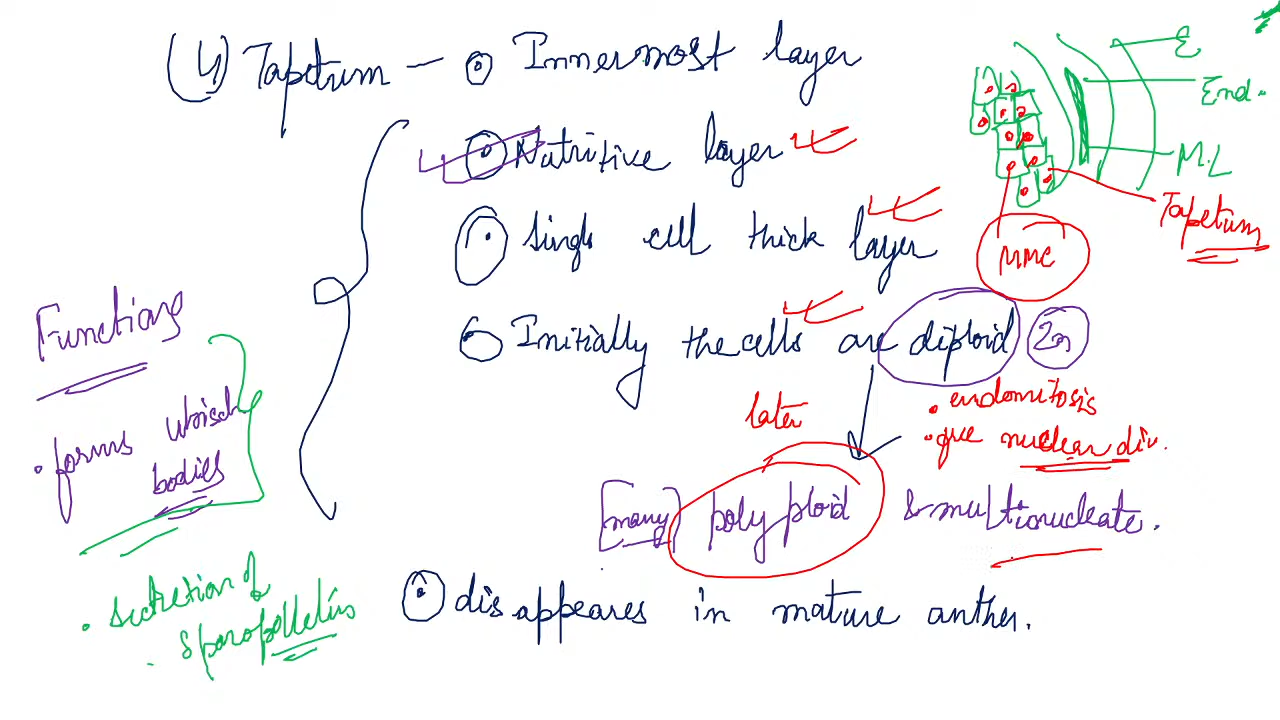 (4) Tapetum — Innermost layer
Nutritive layer
Single cell thick layer
Initially the cells are diploid 2n
later
• endomitosis
• free nuclear div.
[many] polyploid & multinucleate.
disappeares in mature anther.
E
End.
M.L
Tapetum
MMC
Functions
• forms ubisch
bodies
• secretion of
sporopollenin